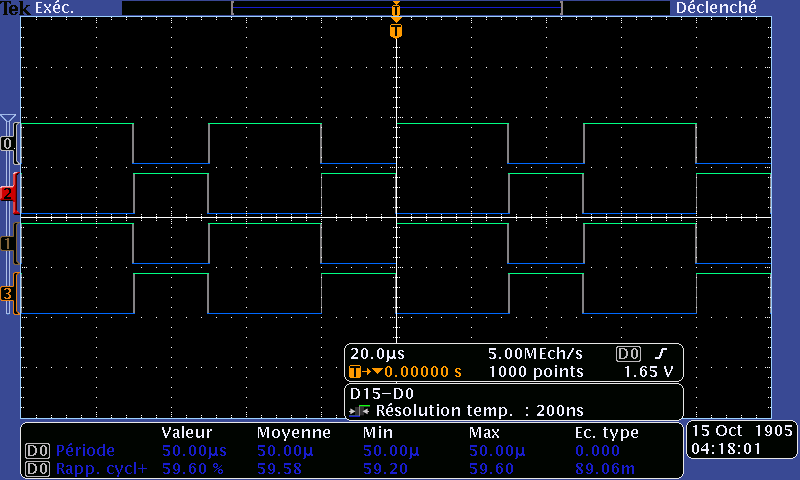 Tek Exéc. T Déclenché
T
0
2
1
3
20.0µs 5.00MEch/s D0
T 0.00000 s 1000 points 1.65 V
D15-D0
Résolution temp. : 200ns
Valeur Moyenne Min Max Ec. type
D0 Période 50.00µs 50.00µ 50.00µ 50.00µ 0.000
D0 Rapp. cycl+ 59.60 % 59.58 59.20 59.60 89.06m
15 Oct 1905
04:18:01